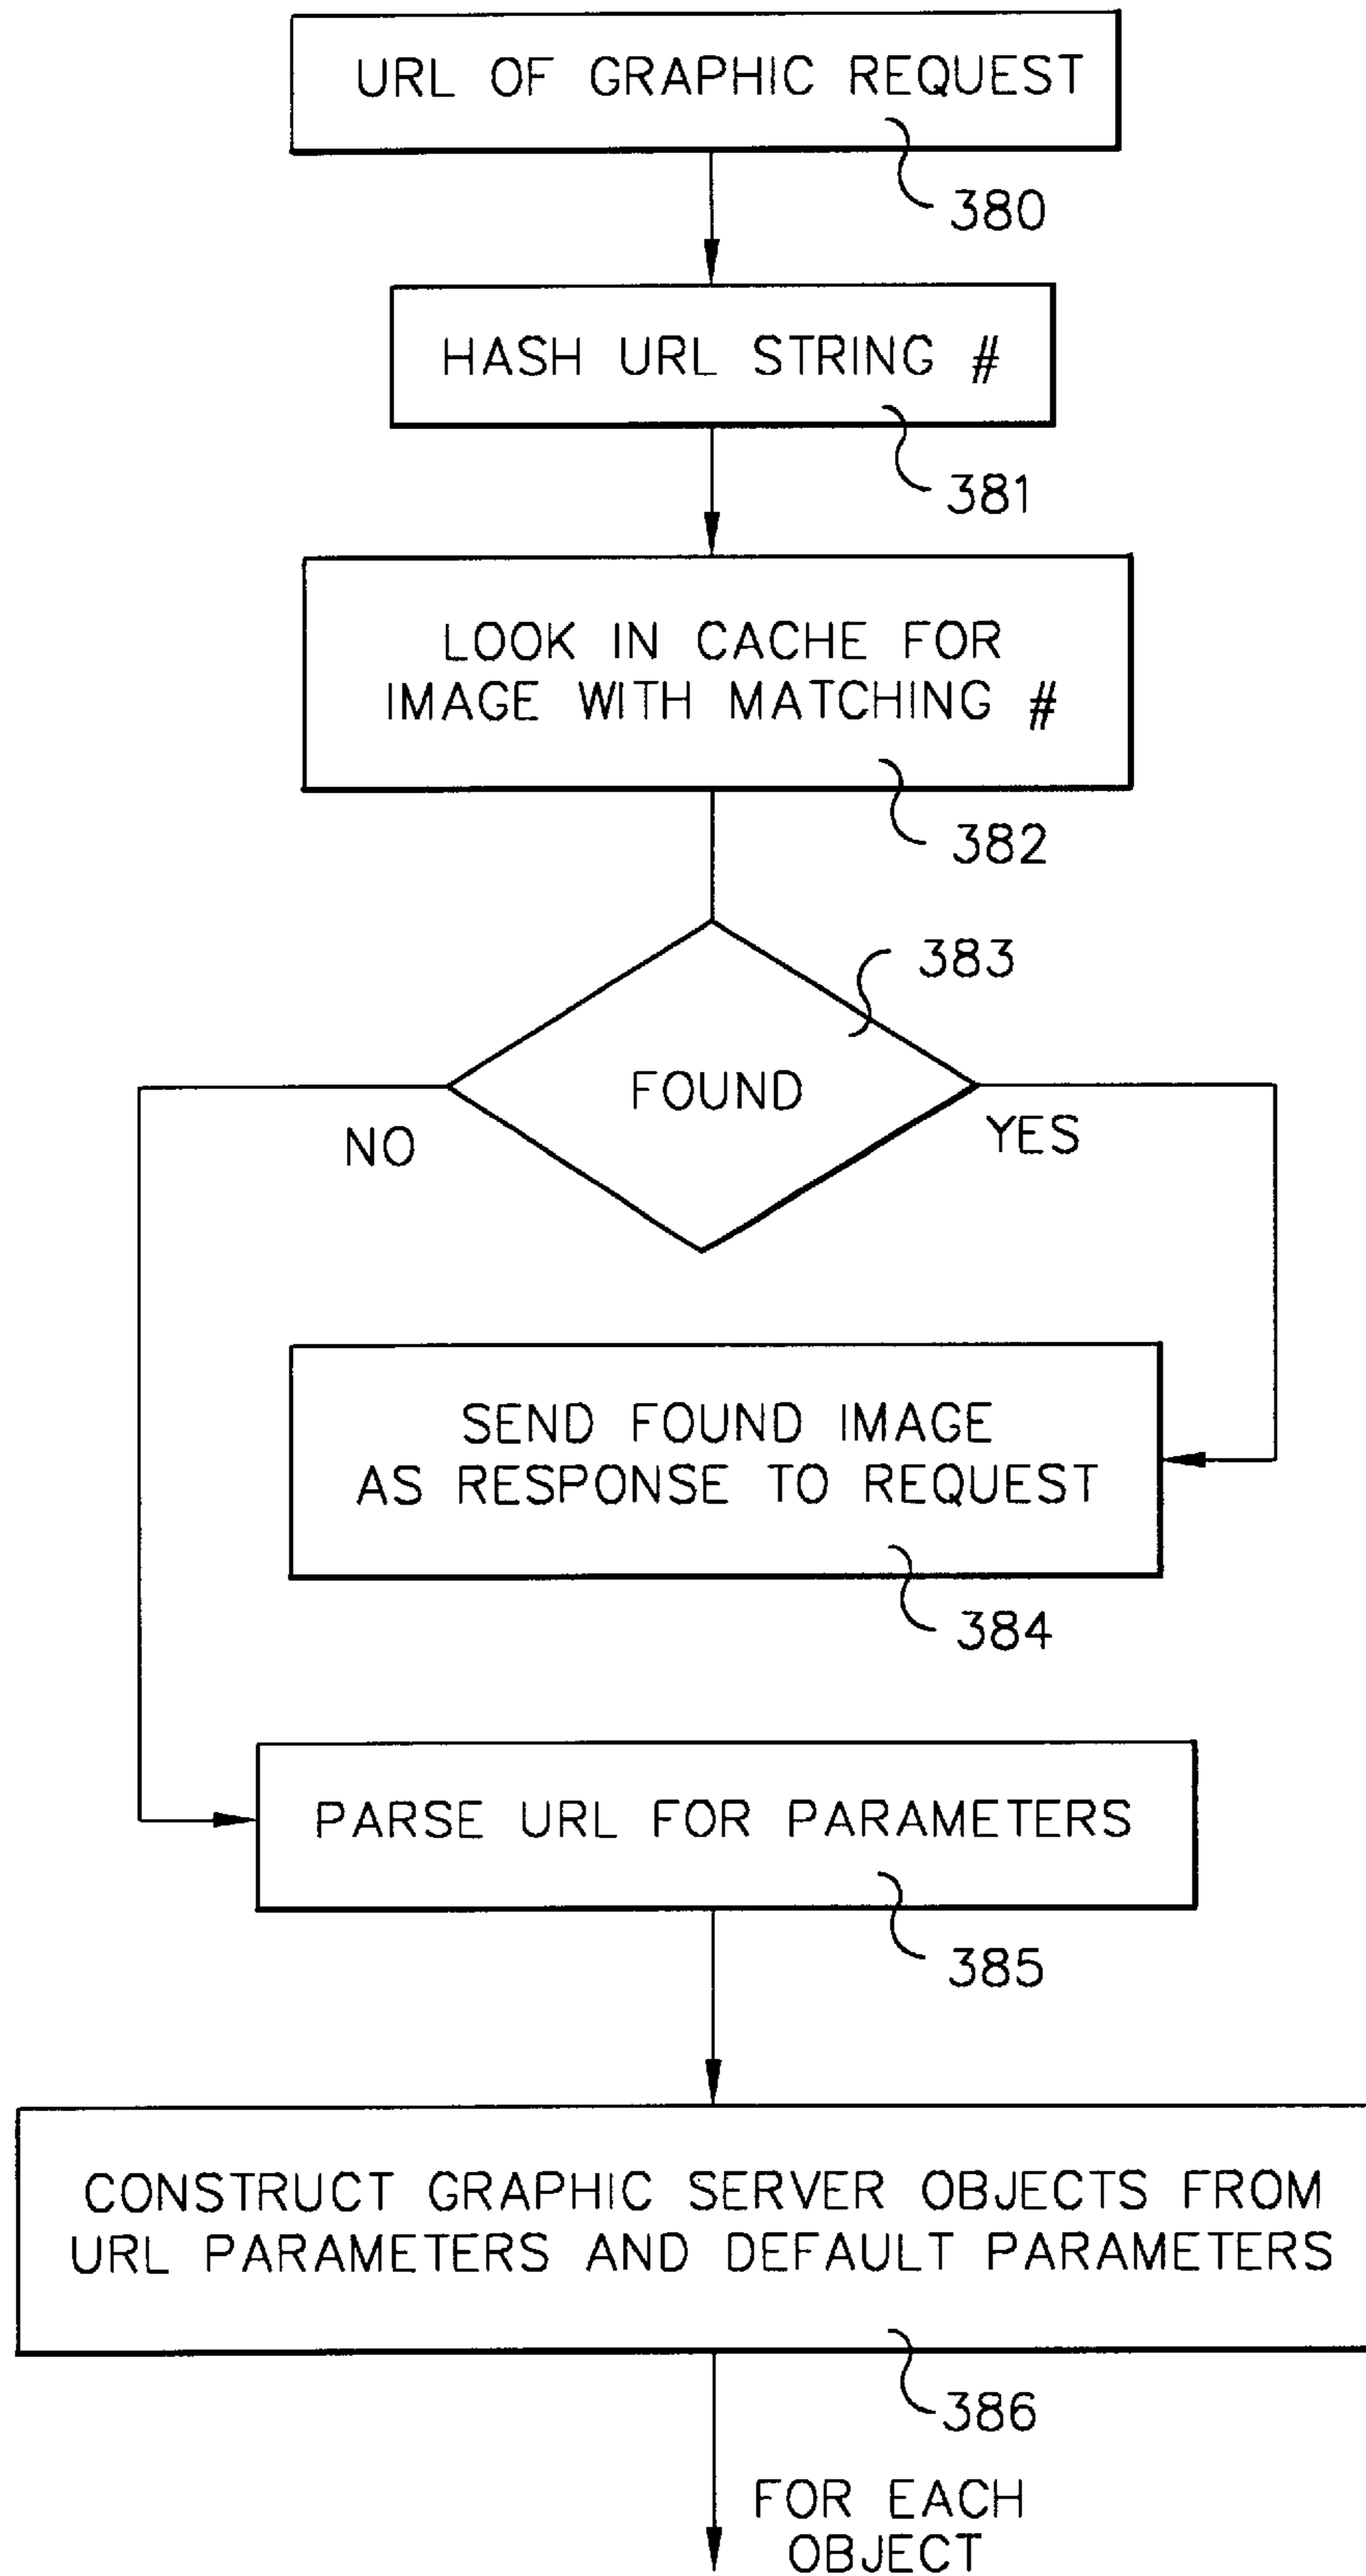 URL OF GRAPHIC REQUEST
380
HASH URL STRING #
381
LOOK IN CACHE FOR
IMAGE WITH MATCHING #
382
383
FOUND
NO
YES
SEND FOUND IMAGE
AS RESPONSE TO REQUEST
384
PARSE URL FOR PARAMETERS
385
CONSTRUCT GRAPHIC SERVER OBJECTS FROM
URL PARAMETERS AND DEFAULT PARAMETERS
386
FOR EACH
OBJECT